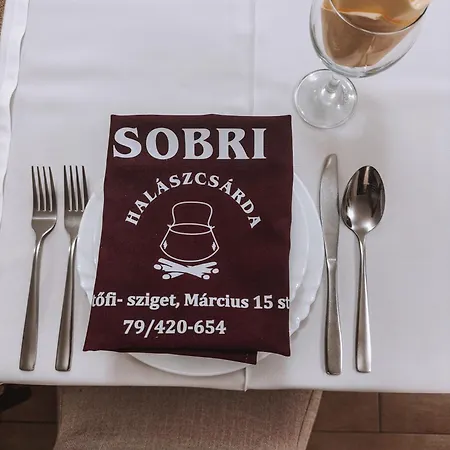 SOBRI
HALÁSZCSÁRDA
tőfi- sziget, Március 15 st
79/420-654